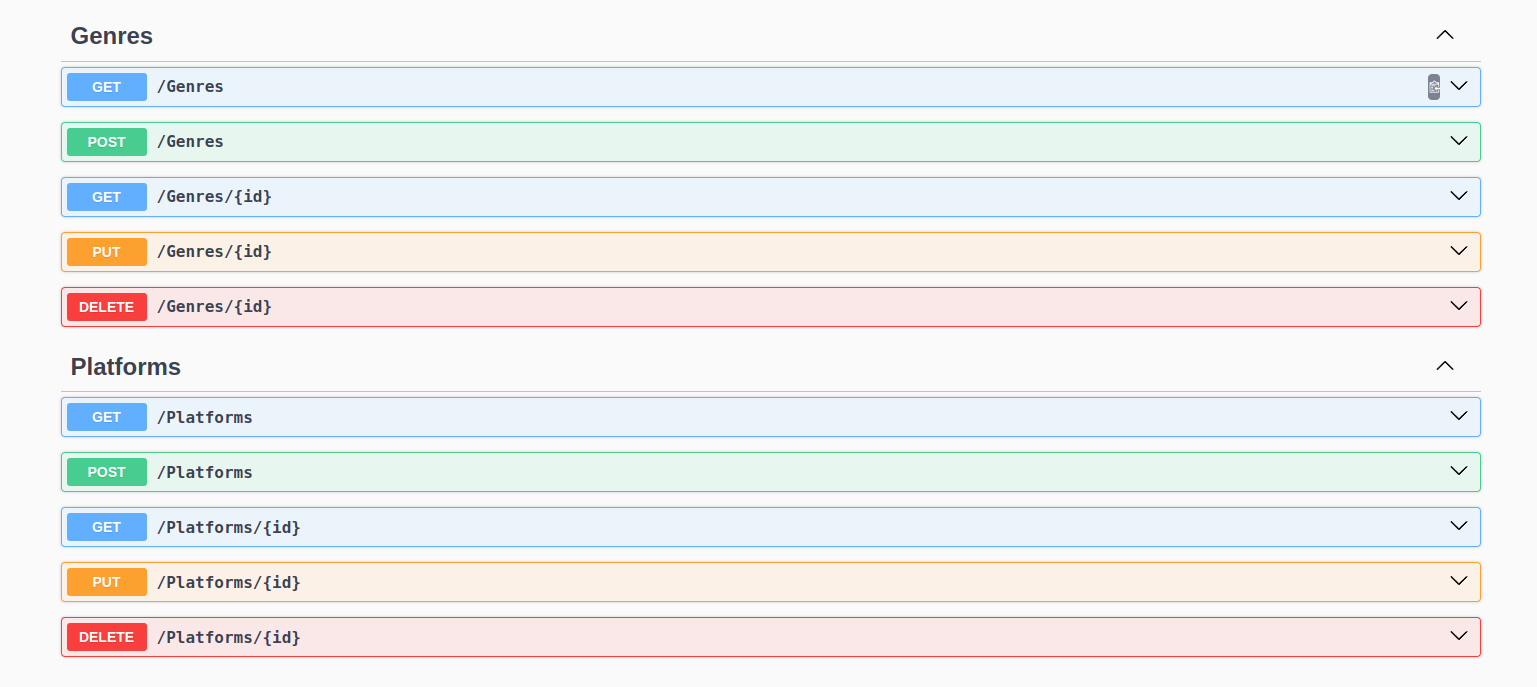 Genres
GET /Genres
POST /Genres
GET /Genres/{id}
PUT /Genres/{id}
DELETE /Genres/{id}
Platforms
GET /Platforms
POST /Platforms
GET /Platforms/{id}
PUT /Platforms/{id}
DELETE /Platforms/{id}